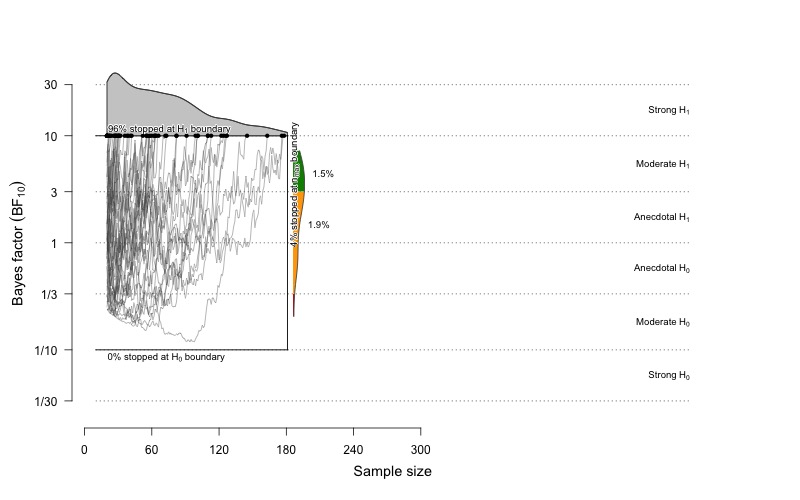 30
Strong H₁
96% stopped at H₁ boundary
10
Moderate H₁
4% stopped at n_max boundary
1.5%
3
Anecdotal H₁
1.9%
1
Anecdotal H₀
1/3
Moderate H₀
1/10
0% stopped at H₀ boundary
Strong H₀
1/30
Bayes factor (BF₁₀)
0 60 120 180 240 300
Sample size